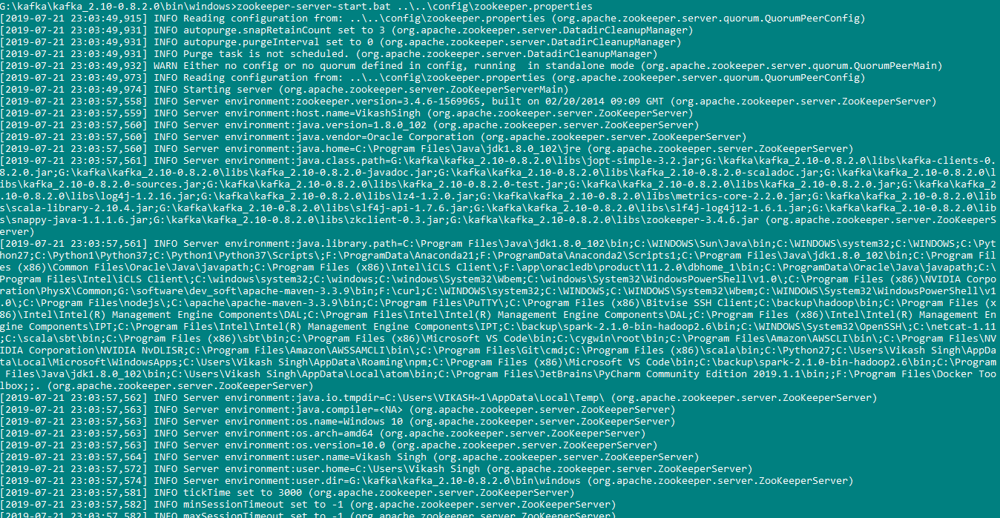 G:\kafka\kafka_2.10-0.8.2.0\bin\windows>zookeeper-server-start.bat ..\..\config\zookeeper.properties
[2019-07-21 23:03:49,915] INFO Reading configuration from: ..\..\config\zookeeper.properties (org.apache.zookeeper.server.quorum.QuorumPeerConfig)
[2019-07-21 23:03:49,931] INFO autopurge.snapRetainCount set to 3 (org.apache.zookeeper.server.DatadirCleanupManager)
[2019-07-21 23:03:49,931] INFO autopurge.purgeInterval set to 0 (org.apache.zookeeper.server.DatadirCleanupManager)
[2019-07-21 23:03:49,931] INFO Purge task is not scheduled. (org.apache.zookeeper.server.DatadirCleanupManager)
[2019-07-21 23:03:49,932] WARN Either no config or no quorum defined in config, running  in standalone mode (org.apache.zookeeper.server.quorum.QuorumPeerMain)
[2019-07-21 23:03:49,973] INFO Reading configuration from: ..\..\config\zookeeper.properties (org.apache.zookeeper.server.quorum.QuorumPeerConfig)
[2019-07-21 23:03:49,974] INFO Starting server (org.apache.zookeeper.server.ZooKeeperServerMain)
[2019-07-21 23:03:57,558] INFO Server environment:zookeeper.version=3.4.6-1569965, built on 02/20/2014 09:09 GMT (org.apache.zookeeper.server.ZooKeeperServer)
[2019-07-21 23:03:57,559] INFO Server environment:host.name=VikashSingh (org.apache.zookeeper.server.ZooKeeperServer)
[2019-07-21 23:03:57,560] INFO Server environment:java.version=1.8.0_102 (org.apache.zookeeper.server.ZooKeeperServer)
[2019-07-21 23:03:57,560] INFO Server environment:java.vendor=Oracle Corporation (org.apache.zookeeper.server.ZooKeeperServer)
[2019-07-21 23:03:57,560] INFO Server environment:java.home=C:\Program Files\Java\jdk1.8.0_102\jre (org.apache.zookeeper.server.ZooKeeperServer)
[2019-07-21 23:03:57,561] INFO Server environment:java.class.path=G:\kafka\kafka_2.10-0.8.2.0\libs\jopt-simple-3.2.jar;G:\kafka\kafka_2.10-0.8.2.0\libs\kafka-clients-0.
8.2.0.jar;G:\kafka\kafka_2.10-0.8.2.0\libs\kafka_2.10-0.8.2.0-javadoc.jar;G:\kafka\kafka_2.10-0.8.2.0\libs\kafka_2.10-0.8.2.0-scaladoc.jar;G:\kafka\kafka_2.10-0.8.2.0\l
ibs\kafka_2.10-0.8.2.0-sources.jar;G:\kafka\kafka_2.10-0.8.2.0\libs\kafka_2.10-0.8.2.0-test.jar;G:\kafka\kafka_2.10-0.8.2.0\libs\kafka_2.10-0.8.2.0.jar;G:\kafka\kafka_2
.10-0.8.2.0\libs\log4j-1.2.16.jar;G:\kafka\kafka_2.10-0.8.2.0\libs\lz4-1.2.0.jar;G:\kafka\kafka_2.10-0.8.2.0\libs\metrics-core-2.2.0.jar;G:\kafka\kafka_2.10-0.8.2.0\lib
s\scala-library-2.10.4.jar;G:\kafka\kafka_2.10-0.8.2.0\libs\slf4j-api-1.7.6.jar;G:\kafka\kafka_2.10-0.8.2.0\libs\slf4j-log4j12-1.6.1.jar;G:\kafka\kafka_2.10-0.8.2.0\lib
s\snappy-java-1.1.1.6.jar;G:\kafka\kafka_2.10-0.8.2.0\libs\zkclient-0.3.jar;G:\kafka\kafka_2.10-0.8.2.0\libs\zookeeper-3.4.6.jar (org.apache.zookeeper.server.ZooKeeperS
erver)
[2019-07-21 23:03:57,561] INFO Server environment:java.library.path=C:\Program Files\Java\jdk1.8.0_102\bin;C:\WINDOWS\Sun\Java\bin;C:\WINDOWS\system32;C:\WINDOWS;C:\Pyt
hon27;C:\Python1\Python37;C:\Python1\Python37\Scripts\;F:\ProgramData\Anaconda21;F:\ProgramData\Anaconda2\Scripts1;C:\Program Files\Java\jdk1.8.0_102\bin;C:\Program Fil
es (x86)\Common Files\Oracle\Java\javapath;C:\Program Files (x86)\Intel\iCLS Client\;F:\app\oracledb\product\11.2.0\dbhome_1\bin;C:\ProgramData\Oracle\Java\javapath;C:\
Program Files\Intel\iCLS Client\;C:\windows\system32;C:\windows;C:\windows\System32\Wbem;C:\windows\System32\WindowsPowerShell\v1.0\;C:\Program Files (x86)\NVIDIA Corpo
ration\PhysX\Common;G:\software\dev_soft\apache-maven-3.3.9\bin;F:\curl;C:\WINDOWS\system32;C:\WINDOWS;C:\WINDOWS\System32\Wbem;C:\WINDOWS\System32\WindowsPowerShell\v1
.0\;C:\Program Files\nodejs\;C:\apache\apache-maven-3.3.9\bin;C:\Program Files\PuTTY\;C:\Program Files (x86)\Bitvise SSH Client;C:\backup\hadoop\bin;C:\Program Files (x
86)\Intel\Intel(R) Management Engine Components\DAL;C:\Program Files\Intel\Intel(R) Management Engine Components\DAL;C:\Program Files (x86)\Intel\Intel(R) Management En
gine Components\IPT;C:\Program Files\Intel\Intel(R) Management Engine Components\IPT;C:\backup\spark-2.1.0-bin-hadoop2.6\bin;C:\WINDOWS\System32\OpenSSH\;C:\netcat-1.11
;C:\scala\sbt\bin;C:\Program Files (x86)\sbt\bin;C:\Program Files (x86)\Microsoft VS Code\bin;C:\cygwin\root\bin;C:\Program Files\Amazon\AWSCLI\bin\;C:\Program Files\NV
IDIA Corporation\NVIDIA NvDLISR;C:\Program Files\Amazon\AWSSAMCLI\bin\;C:\Program Files\Git\cmd;C:\Program Files (x86)\scala\bin;C:\Python27;C:\Users\Vikash Singh\AppDa
ta\Local\Microsoft\WindowsApps;C:\Users\Vikash Singh\AppData\Roaming\npm;C:\Program Files (x86)\Microsoft VS Code\bin;C:\backup\spark-2.1.0-bin-hadoop2.6\bin;C:\Program
 Files\Java\jdk1.8.0_102\bin;C:\Users\Vikash Singh\AppData\Local\atom\bin;C:\Program Files\JetBrains\PyCharm Community Edition 2019.1.1\bin;;F:\Program Files\Docker Too
lbox;;. (org.apache.zookeeper.server.ZooKeeperServer)
[2019-07-21 23:03:57,562] INFO Server environment:java.io.tmpdir=C:\Users\VIKASH~1\AppData\Local\Temp\ (org.apache.zookeeper.server.ZooKeeperServer)
[2019-07-21 23:03:57,563] INFO Server environment:java.compiler=<NA> (org.apache.zookeeper.server.ZooKeeperServer)
[2019-07-21 23:03:57,563] INFO Server environment:os.name=Windows 10 (org.apache.zookeeper.server.ZooKeeperServer)
[2019-07-21 23:03:57,563] INFO Server environment:os.arch=amd64 (org.apache.zookeeper.server.ZooKeeperServer)
[2019-07-21 23:03:57,563] INFO Server environment:os.version=10.0 (org.apache.zookeeper.server.ZooKeeperServer)
[2019-07-21 23:03:57,564] INFO Server environment:user.name=Vikash Singh (org.apache.zookeeper.server.ZooKeeperServer)
[2019-07-21 23:03:57,572] INFO Server environment:user.home=C:\Users\Vikash Singh (org.apache.zookeeper.server.ZooKeeperServer)
[2019-07-21 23:03:57,574] INFO Server environment:user.dir=G:\kafka\kafka_2.10-0.8.2.0\bin\windows (org.apache.zookeeper.server.ZooKeeperServer)
[2019-07-21 23:03:57,581] INFO tickTime set to 3000 (org.apache.zookeeper.server.ZooKeeperServer)
[2019-07-21 23:03:57,582] INFO minSessionTimeout set to -1 (org.apache.zookeeper.server.ZooKeeperServer)
[2019-07-21 23:03:57,582] INFO maxSessionTimeout set to -1 (org.apache.zookeeper.server.ZooKeeperServer)